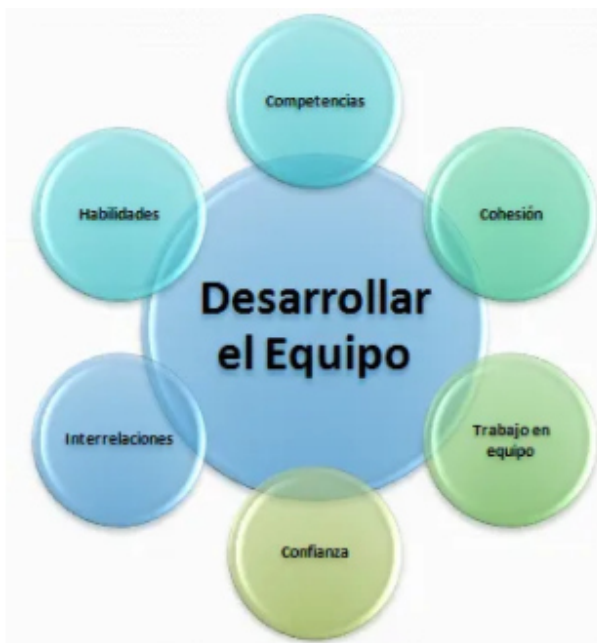 Competencias
Habilidades
Cohesión
Desarrollar
el Equipo
Interrelaciones
Trabajo en
equipo
Confianza